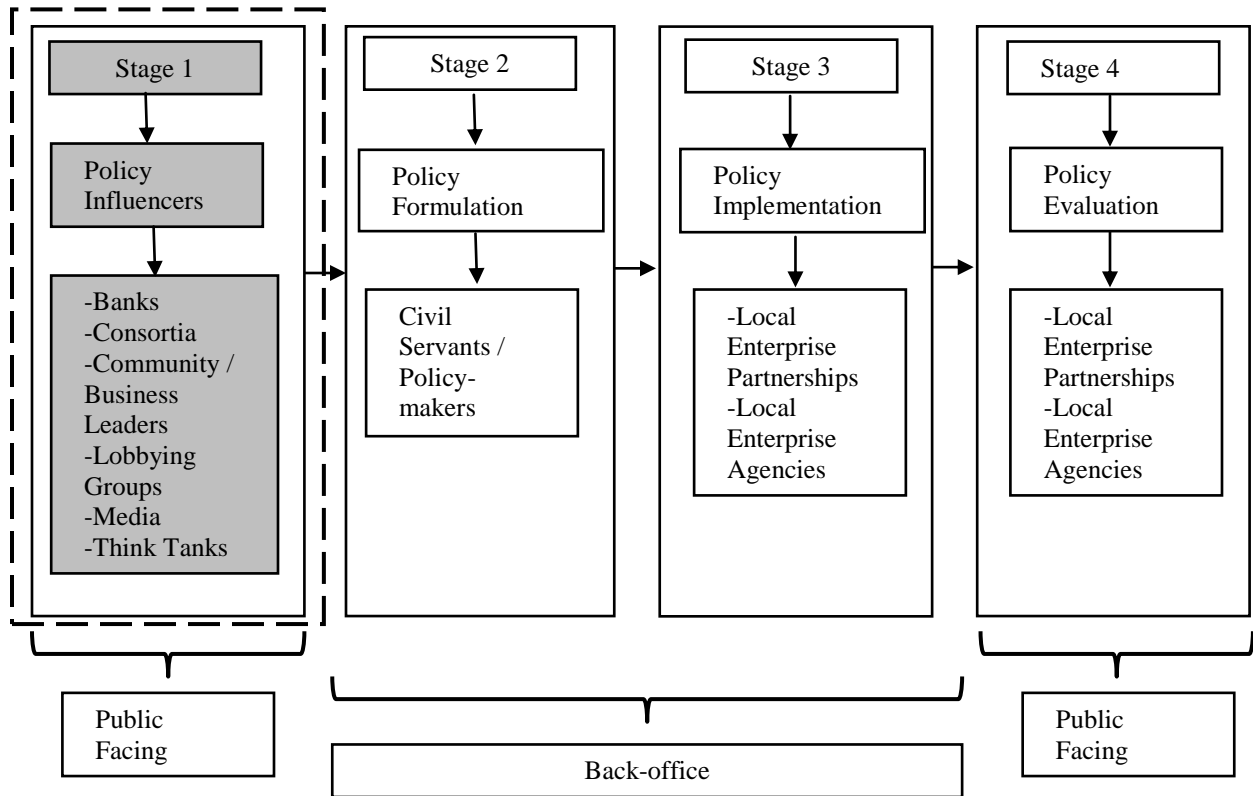 Stage 1
Policy
Influencers
-Banks
-Consortia
-Community /
Business
Leaders
-Lobbying
Groups
-Media
-Think Tanks
Stage 2
Policy
Formulation
Civil
Servants /
Policy-
makers
Stage 3
Policy
Implementation
-Local
Enterprise
Partnerships
-Local
Enterprise
Agencies
Stage 4
Policy
Evaluation
-Local
Enterprise
Partnerships
-Local
Enterprise
Agencies
Public
Facing
Back-office
Public
Facing